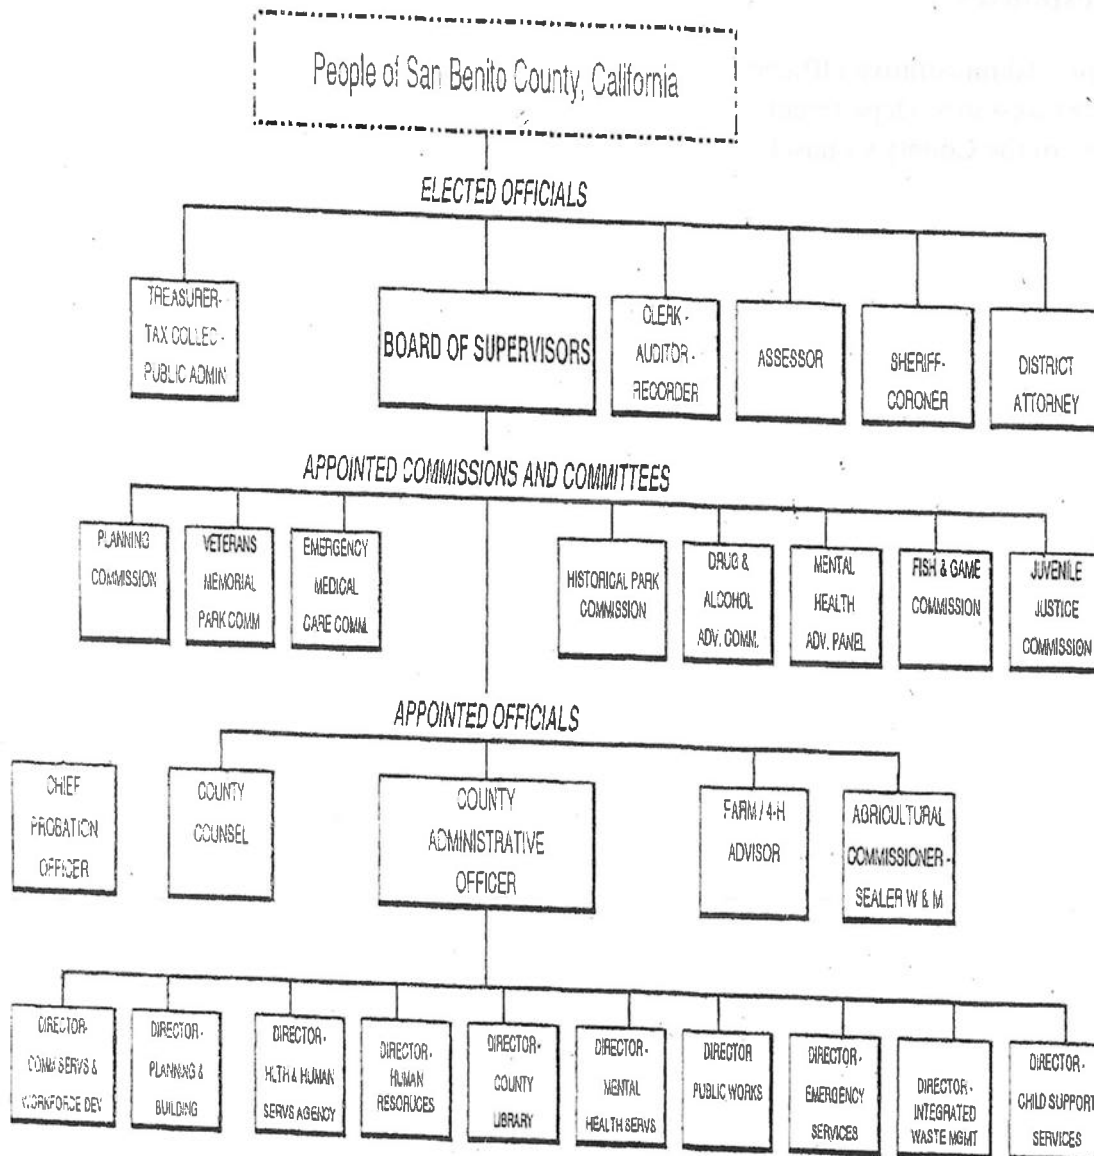 People of San Benito County, California
ELECTED OFFICIALS
TREASURER-
TAX COLLEC -
PUBLIC ADMIN
BOARD OF SUPERVISORS
CLERK -
AUDITOR -
RECORDER
ASSESSOR
SHERIFF-
CORONER
DISTRICT
ATTORNEY
APPOINTED COMMISSIONS AND COMMITTEES
PLANNING
COMMISSION
VETERANS
MEMORIAL
PARK COMM
EMERGENCY
MEDICAL
CARE COMM.
HISTORICAL PARK
COMMISSION
DRUG &
ALCOHOL
ADV. COMM.
MENTAL
HEALTH
ADV. PANEL
FISH & GAME
COMMISSION
JUVENILE
JUSTICE
COMMISSION
APPOINTED OFFICIALS
CHIEF
PROBATION
OFFICER
COUNTY
COUNSEL
COUNTY
ADMINISTRATIVE
OFFICER
FARM / 4-H
ADVISOR
AGRICULTURAL
COMMISSIONER -
SEALER W & M
DIRECTOR-
COMM SERVS &
WORKFORCE DEV
DIRECTOR -
PLANNING &
BUILDING
DIRECTOR -
HLTH & HUMAN
SERVS AGENCY
DIRECTOR -
HUMAN
RESORUCES
DIRECTOR -
COUNTY
LIBRARY
DIRECTOR -
MENTAL
HEALTH SERVS
DIRECTOR
PUBLIC WORKS
DIRECTOR -
EMERGENCY
SERVICES
DIRECTOR -
INTEGRATED
WASTE MGMT
DIRECTOR -
CHILD SUPPORT
SERVICES